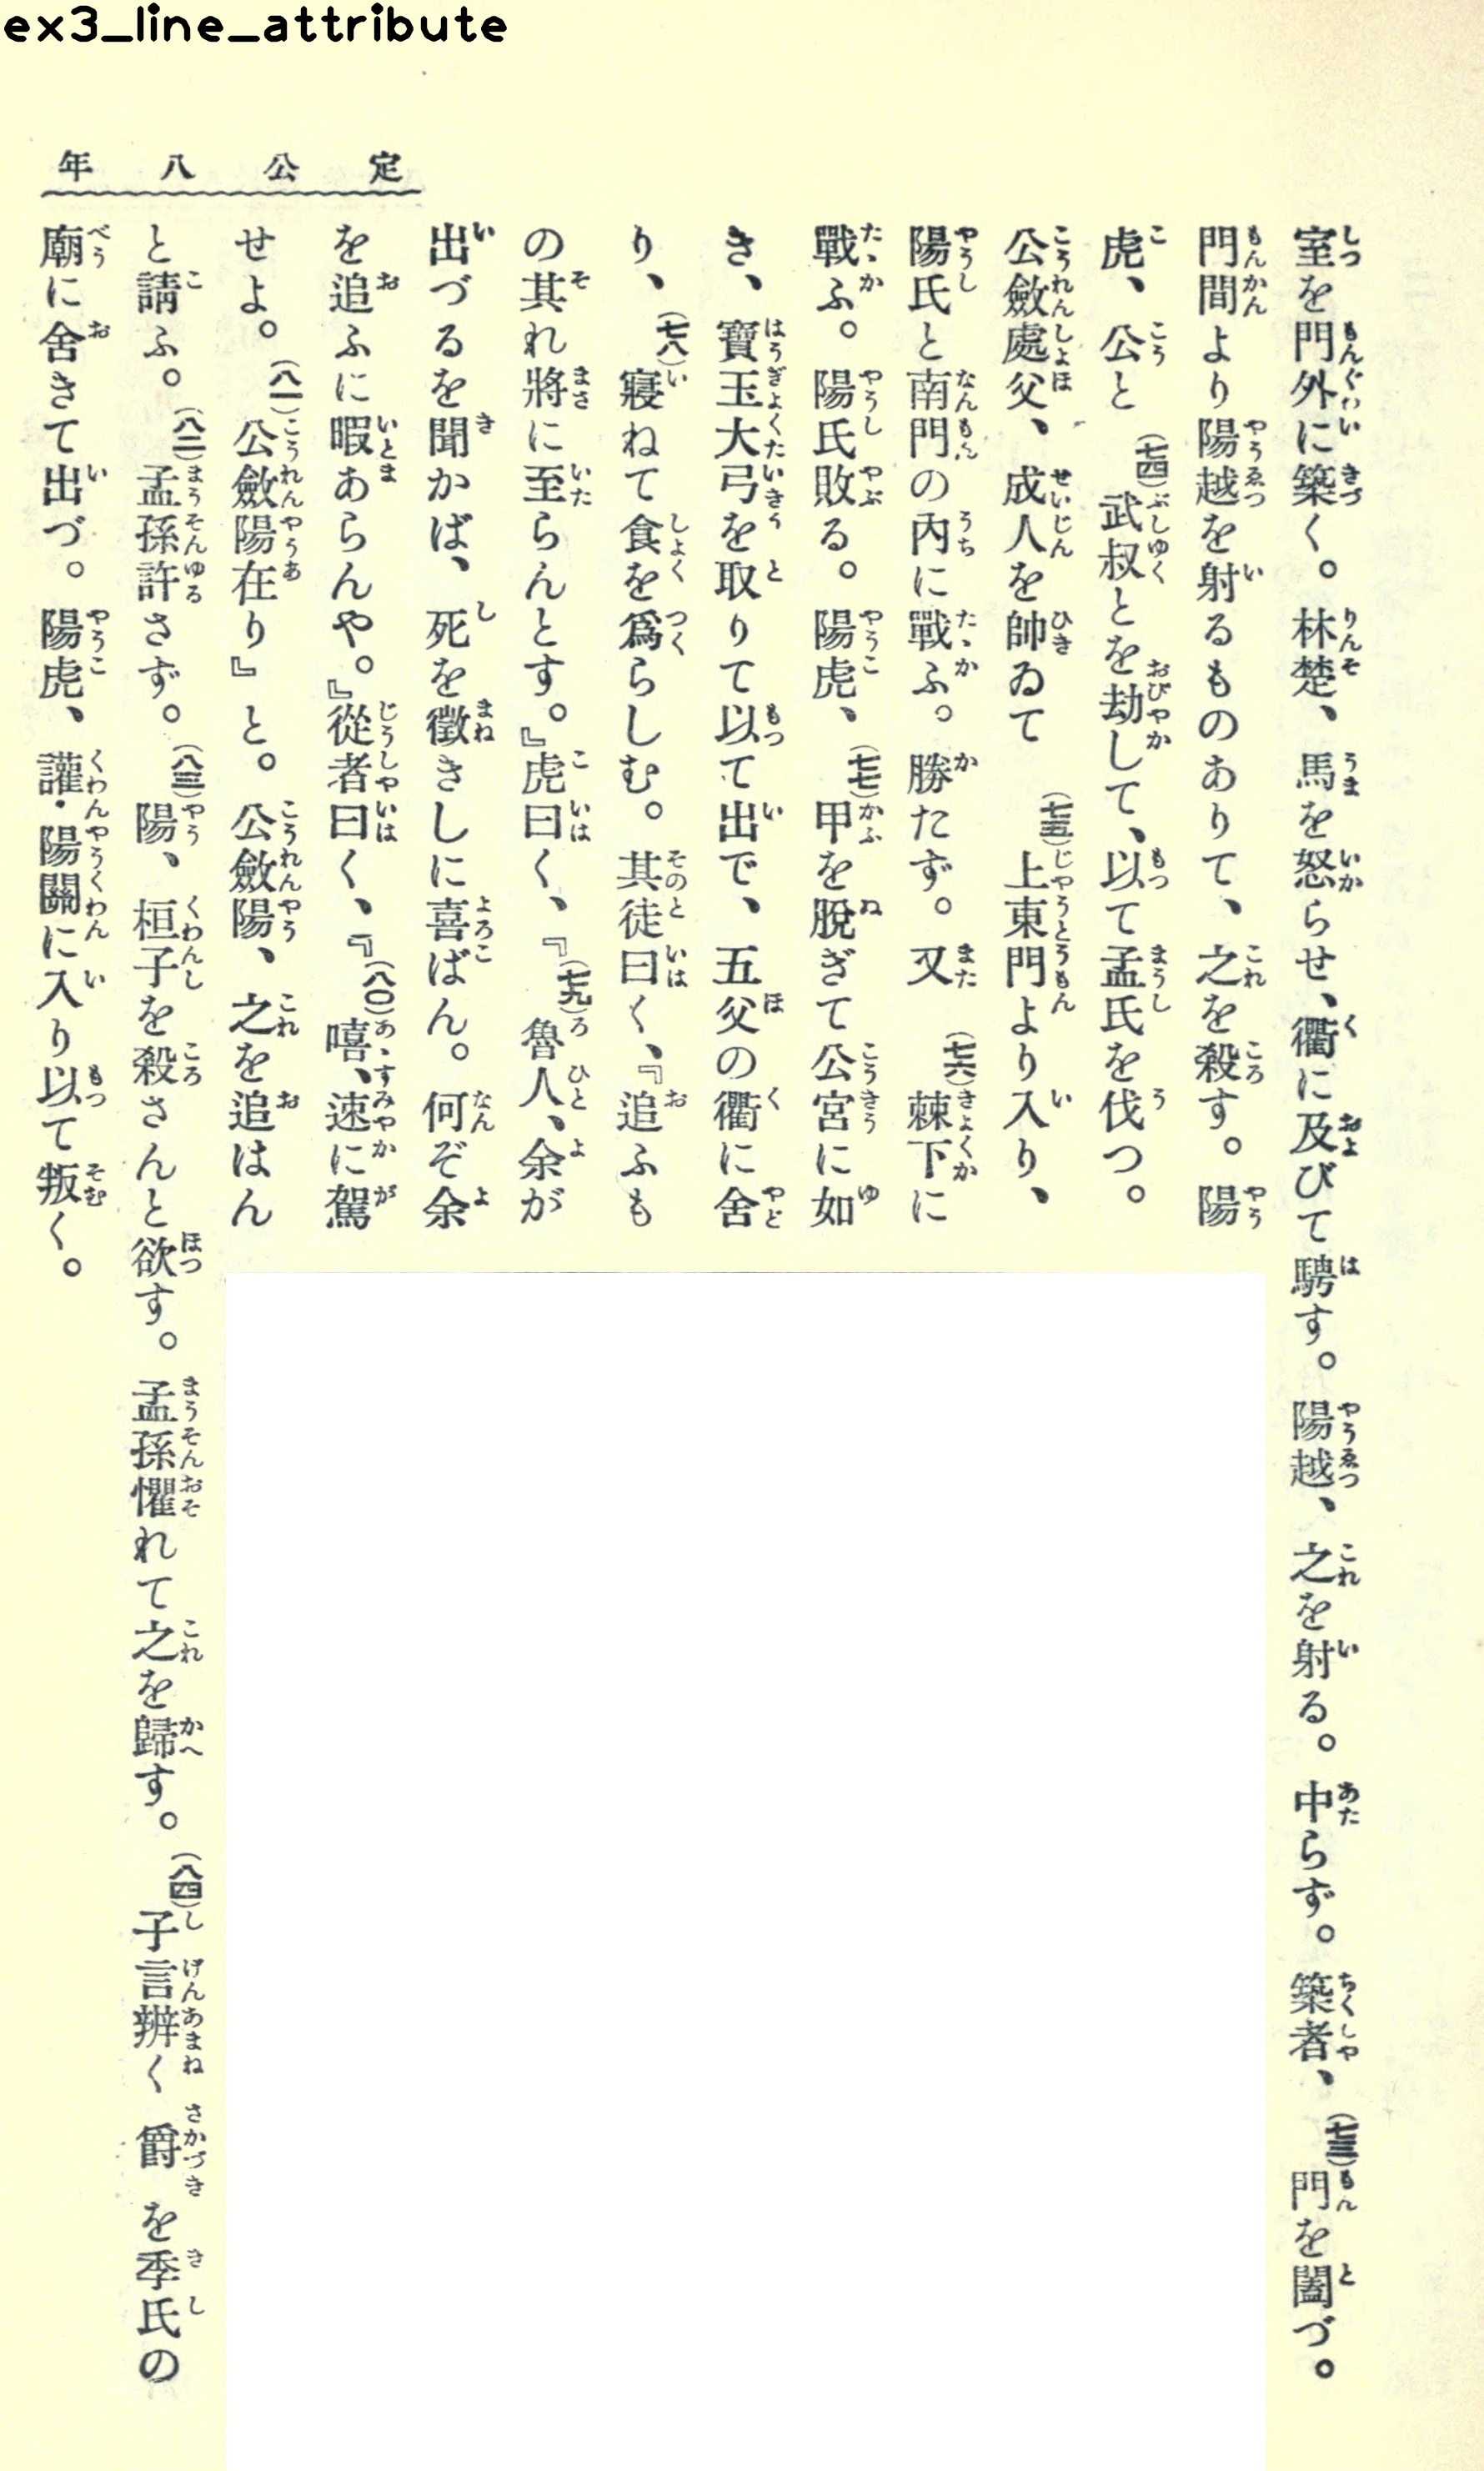 ex3_line_attribute
定公八年
室を門外に築く。林楚、馬を怒らせ、衢に及びて騁す。陽越、之を射る。中らず。築者、(七三)門を闔づ。
門間より陽越を射るものありて、之を殺す。陽
虎、公と(七四)武叔とを劫して、以て孟氏を伐つ。
公斂處父、成人を帥ゐて(七五)上東門より入り、
陽氏と南門の內に戰ふ。勝たず。又(七六)棘下に
戰ふ。陽氏敗る。陽虎、(七七)甲を脫ぎて公宮に如
き、寶玉大弓を取りて以て出で、五父の衢に舍
り、(七八)寢ねて食を爲らしむ。其徒曰く、『追ふも
の其れ將に至らんとす。』虎曰く、『(七九)魯人、余が
出づるを聞かば、死を徵きしに喜ばん。何ぞ余
を追ふに暇あらんや。』從者曰く、『(八〇)嘻、速に駕
せよ。(八一)公斂陽在り』と。公斂陽、之を追はん
と請ふ。(八二)孟孫許さず。(八三)陽、桓子を殺さんと欲す。孟孫懼れて之を歸す。(八四)子言辨く爵を季氏の
廟に舍きて出づ。陽虎、讙・陽關に入り以て叛く。